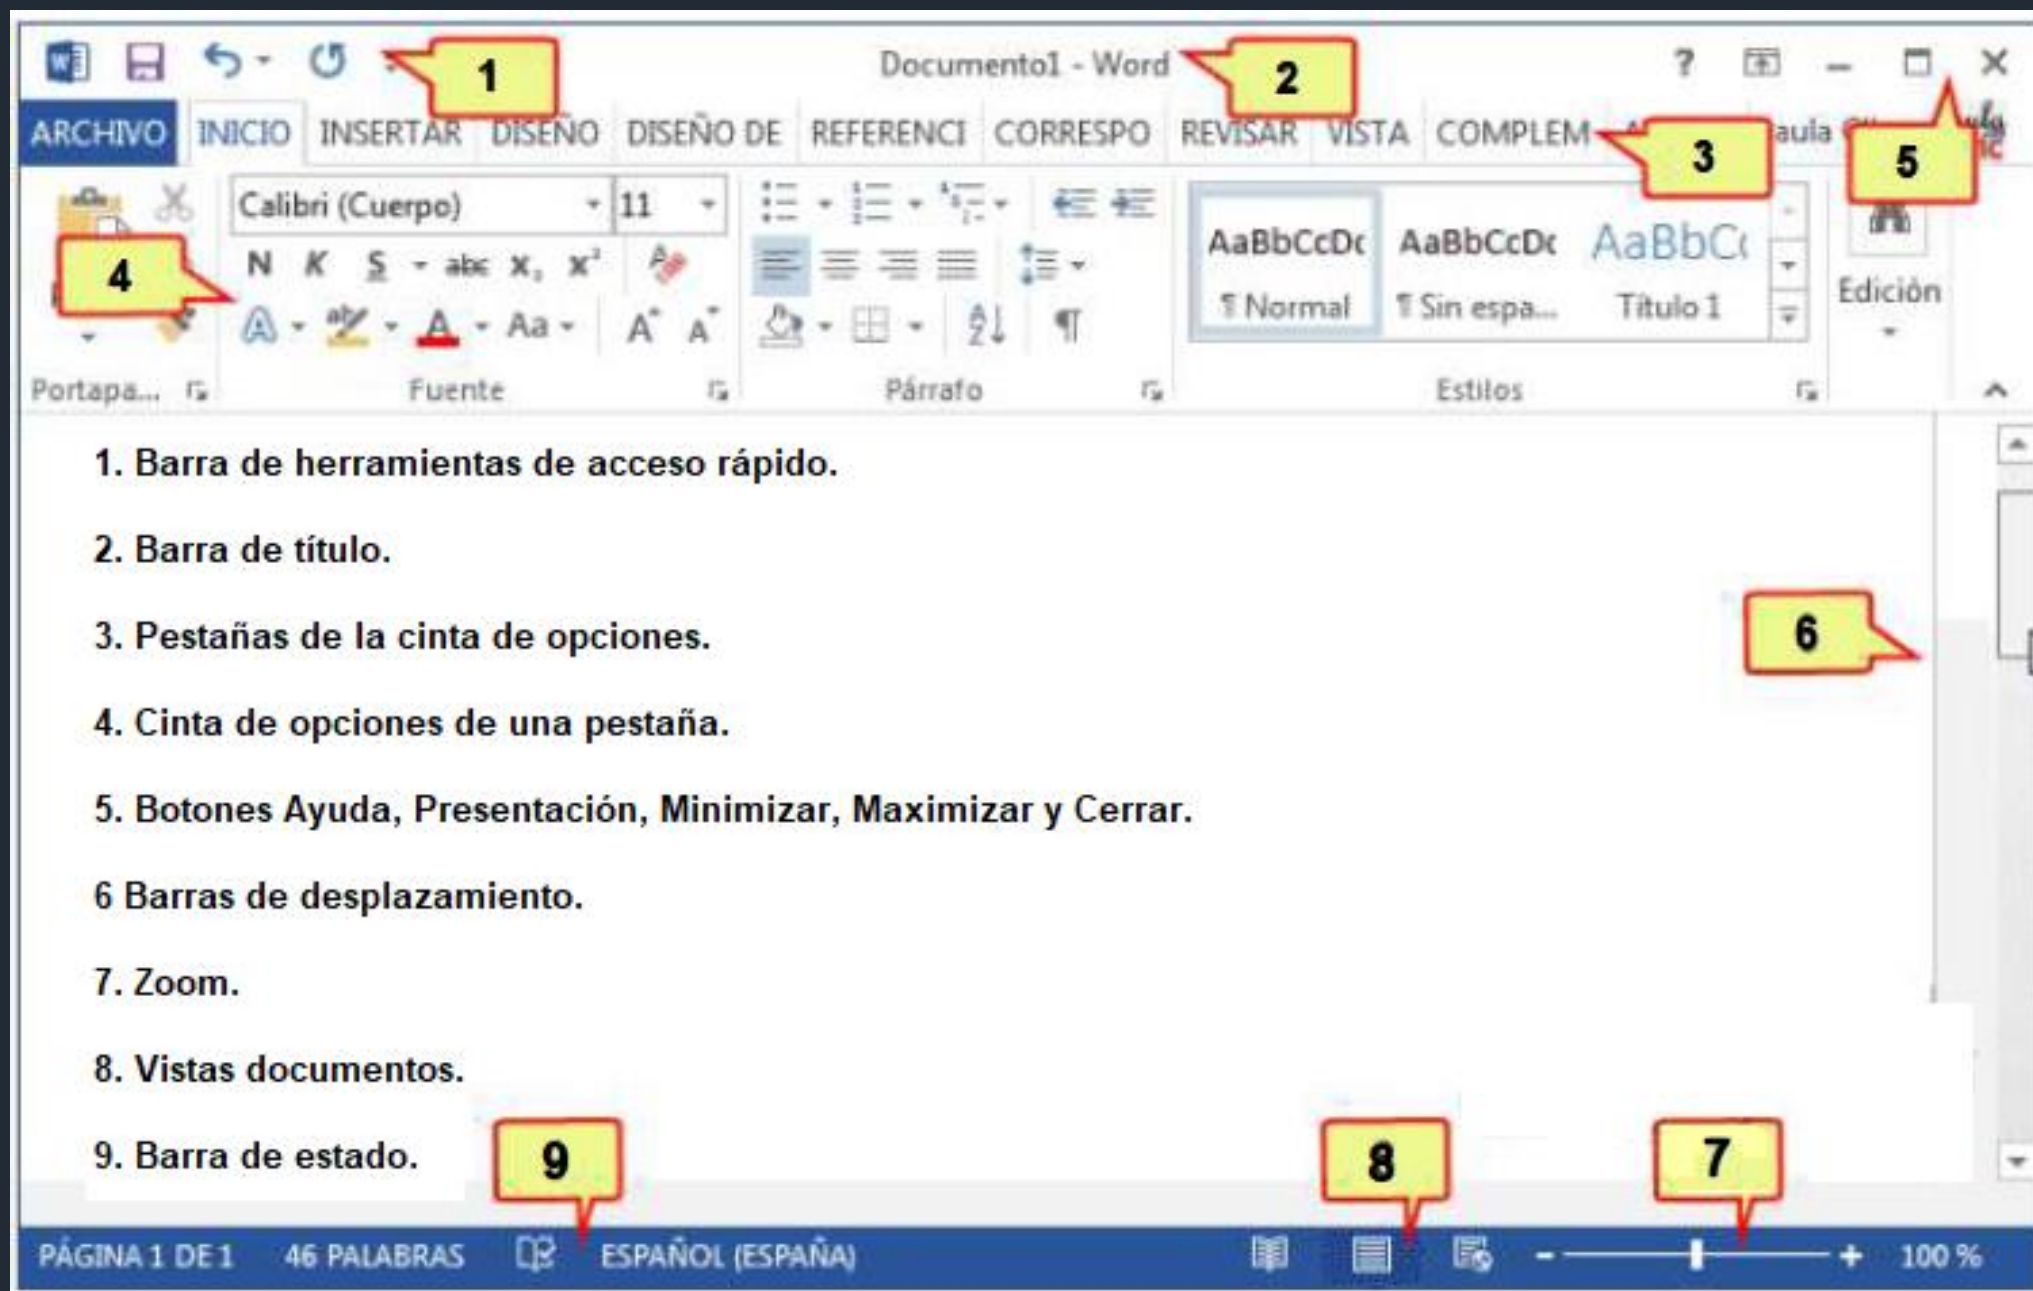 1
Documento1 - Word
2
?
ARCHIVO INICIO INSERTAR DISEÑO DISEÑO DE REFERENCI CORRESPO REVISAR VISTA COMPLEM
3
aula
5
Calibri (Cuerpo) 11
4
N K S abc X₂ X²
A Aa A A
AaBbCcDc AaBbCcDc AaBbC
¶ Normal ¶ Sin espa... Título 1
Edición
Portapa... Fuente Párrafo Estilos
1. Barra de herramientas de acceso rápido.
2. Barra de título.
3. Pestañas de la cinta de opciones.
6
4. Cinta de opciones de una pestaña.
5. Botones Ayuda, Presentación, Minimizar, Maximizar y Cerrar.
6 Barras de desplazamiento.
7. Zoom.
8. Vistas documentos.
9. Barra de estado.
9
8
7
PÁGINA 1 DE 1 46 PALABRAS ESPAÑOL (ESPAÑA) - + 100 %